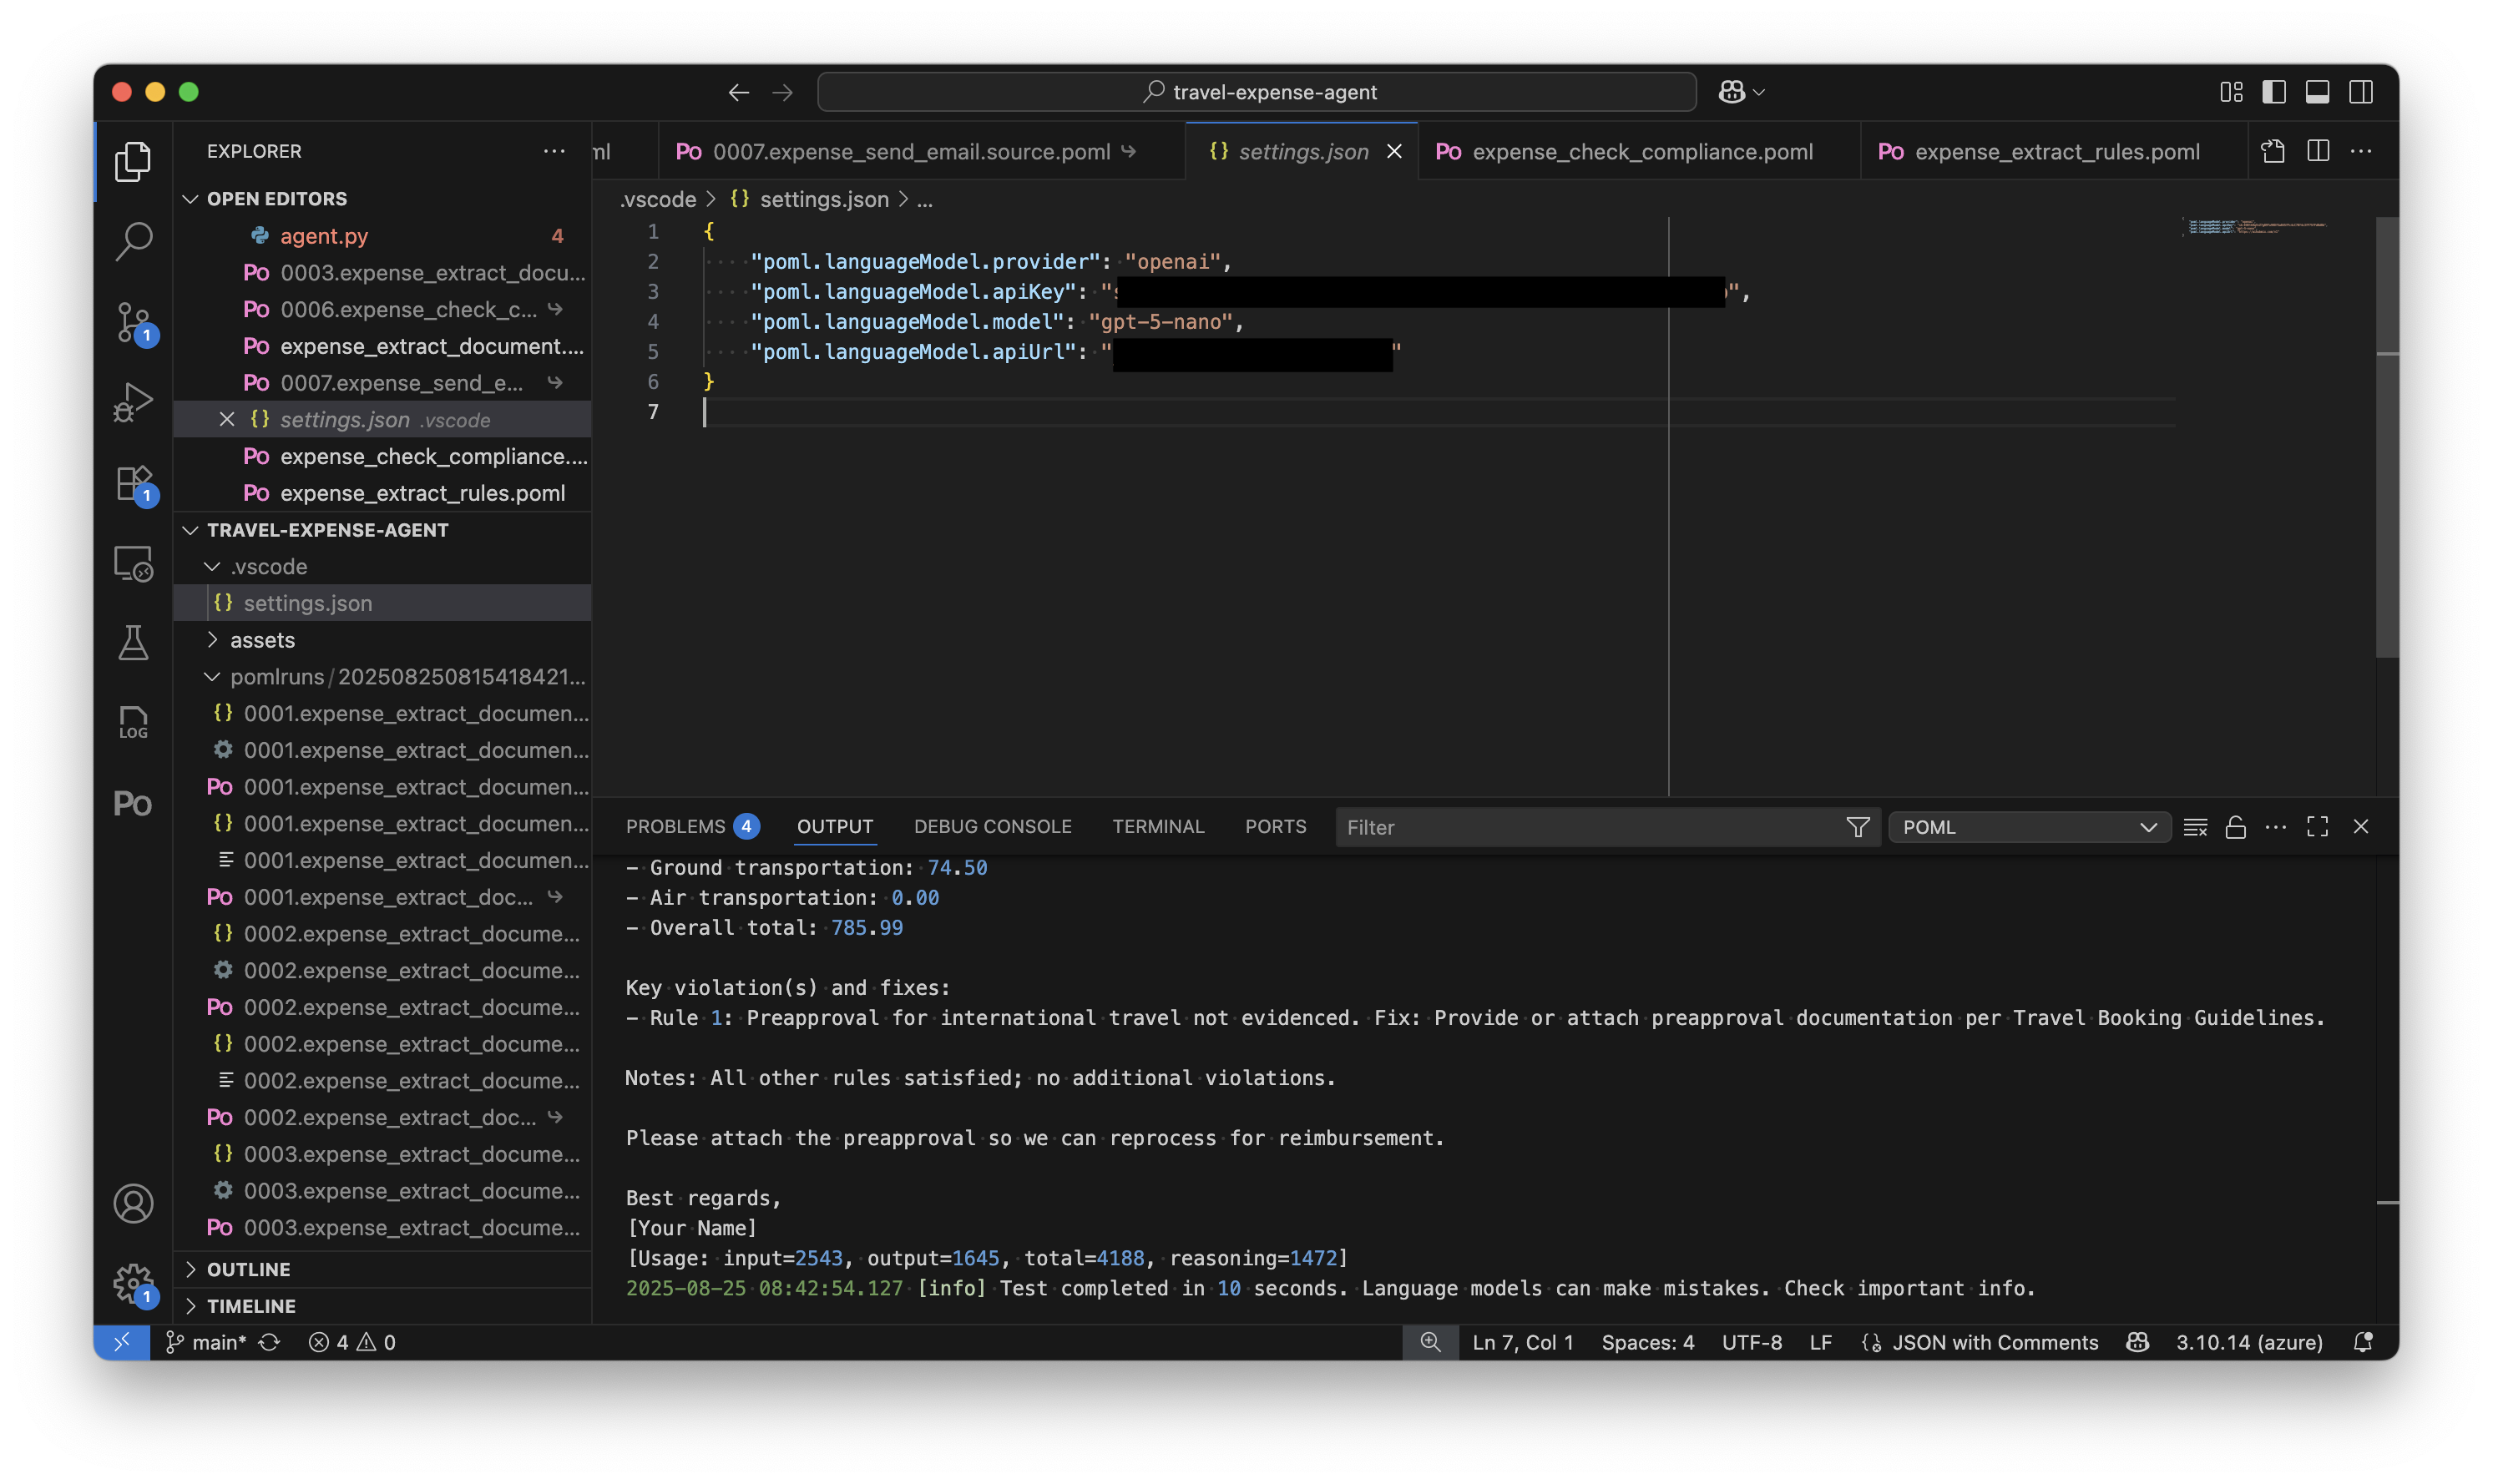 travel-expense-agent
EXPLORER
OPEN EDITORS
agent.py 4
Po 0003.expense_extract_docu...
Po 0006.expense_check_c...
Po expense_extract_document....
Po 0007.expense_send_e...
{} settings.json .vscode
Po expense_check_compliance....
Po expense_extract_rules.poml
TRAVEL-EXPENSE-AGENT
.vscode
{} settings.json
assets
pomlruns/202508250815418421...
{} 0001.expense_extract_documen...
0001.expense_extract_documen...
Po 0001.expense_extract_documen...
{} 0001.expense_extract_documen...
0001.expense_extract_documen...
Po 0001.expense_extract_doc...
{} 0002.expense_extract_docume...
0002.expense_extract_docume...
Po 0002.expense_extract_docume...
{} 0002.expense_extract_docume...
0002.expense_extract_docume...
Po 0002.expense_extract_doc...
{} 0003.expense_extract_docume...
0003.expense_extract_docume...
Po 0003.expense_extract_docume...
OUTLINE
TIMELINE
1
1
LOG
Po
1
ml
Po 0007.expense_send_email.source.poml
{} settings.json
Po expense_check_compliance.poml
Po expense_extract_rules.poml
.vscode > {} settings.json > ...
1 {
2 "poml.languageModel.provider": "openai",
3 "poml.languageModel.apiKey": "",
4 "poml.languageModel.model": "gpt-5-nano",
5 "poml.languageModel.apiUrl": ""
6 }
7
PROBLEMS 4 OUTPUT DEBUG CONSOLE TERMINAL PORTS Filter POML
- Ground transportation: 74.50
- Air transportation: 0.00
- Overall total: 785.99
Key violation(s) and fixes:
- Rule 1: Preapproval for international travel not evidenced. Fix: Provide or attach preapproval documentation per Travel Booking Guidelines.
Notes: All other rules satisfied; no additional violations.
Please attach the preapproval so we can reprocess for reimbursement.
Best regards,
[Your Name]
[Usage: input=2543, output=1645, total=4188, reasoning=1472]
2025-08-25 08:42:54.127 [info] Test completed in 10 seconds. Language models can make mistakes. Check important info.
main* 4 0 Ln 7, Col 1 Spaces: 4 UTF-8 LF JSON with Comments 3.10.14 (azure)